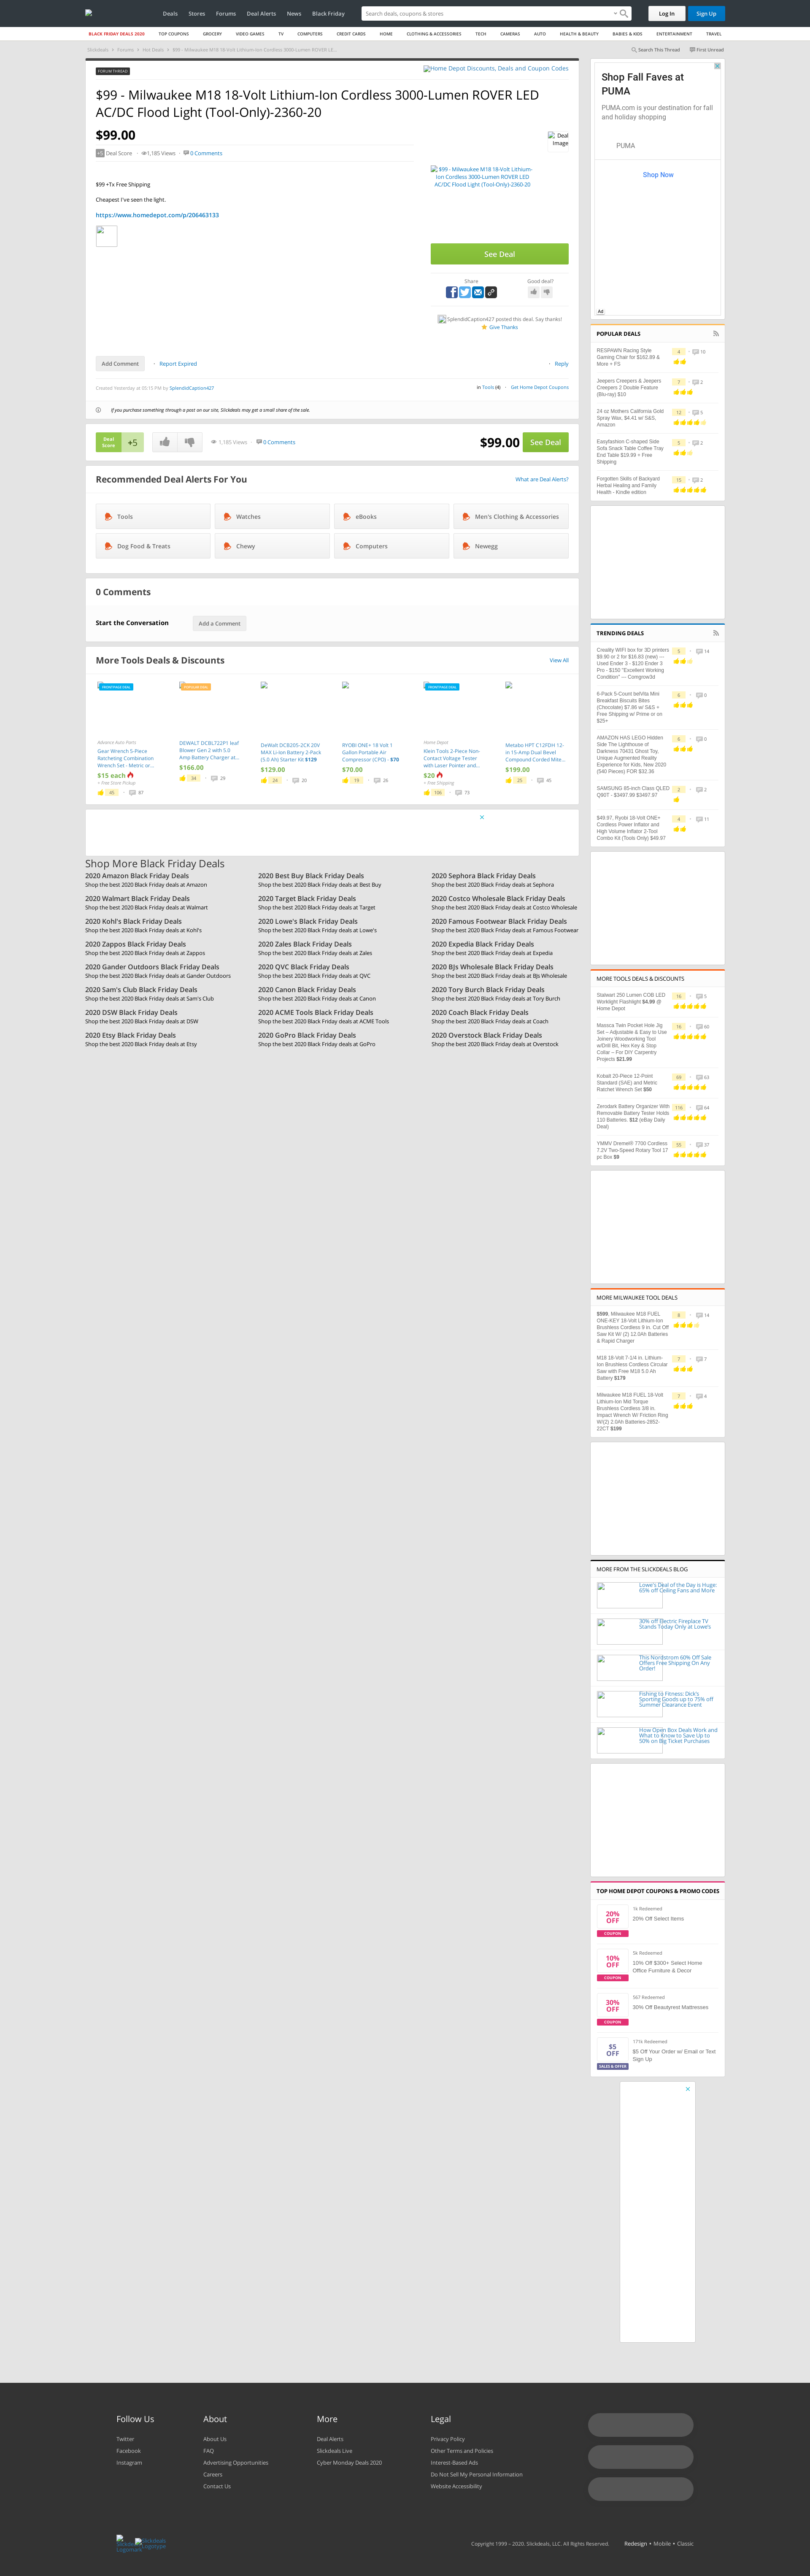 Deals Stores Forums Deal Alerts News Black Friday
Search deals, coupons & stores
Log In
Sign Up
BLACK FRIDAY DEALS 2020 TOP COUPONS GROCERY VIDEO GAMES TV COMPUTERS CREDIT CARDS HOME CLOTHING & ACCESSORIES TECH CAMERAS AUTO HEALTH & BEAUTY BABIES & KIDS ENTERTAINMENT TRAVEL
Slickdeals Forums Hot Deals $99 - Milwaukee M18 18-Volt Lithium-Ion Cordless 3000-Lumen ROVER LE...
Search This Thread First Unread
FORUM THREAD
Home Depot Discounts, Deals and Coupon Codes
$99 - Milwaukee M18 18-Volt Lithium-Ion Cordless 3000-Lumen ROVER LED
AC/DC Flood Light (Tool-Only)-2360-20
$99.00
+5 Deal Score 1,185 Views 0 Comments
Deal
Image
$99 +Tx Free Shipping
Cheapest I've seen the light.
https://www.homedepot.com/p/206463133
$99 - Milwaukee M18 18-Volt Lithium-
Ion Cordless 3000-Lumen ROVER LED
AC/DC Flood Light (Tool-Only)-2360-20
See Deal
Share
Good deal?
SplendidCaption427 posted this deal. Say thanks!
Give Thanks
Add Comment
Report Expired
Reply
Created Yesterday at 05:15 PM by SplendidCaption427
in Tools (4) Get Home Depot Coupons
If you purchase something through a post on our site, Slickdeals may get a small share of the sale.
Deal
Score
+5
1,185 Views 0 Comments
$99.00
See Deal
Recommended Deal Alerts For You
What are Deal Alerts?
Tools
Watches
eBooks
Men's Clothing & Accessories
Dog Food & Treats
Chewy
Computers
Newegg
0 Comments
Start the Conversation
Add a Comment
More Tools Deals & Discounts
View All
FRONTPAGE DEAL
Advance Auto Parts
Gear Wrench 5-Piece
Ratcheting Combination
Wrench Set - Metric or...
$15 each
+ Free Store Pickup
45 87
POPULAR DEAL
DEWALT DCBL722P1 leaf
Blower Gen 2 with 5.0
Amp Battery Charger at...
$166.00
34 29
DeWalt DCB205-2CK 20V
MAX Li-Ion Battery 2-Pack
(5.0 Ah) Starter Kit $129
$129.00
24 20
RYOBI ONE+ 18 Volt 1
Gallon Portable Air
Compressor (CPO) - $70
$70.00
19 26
FRONTPAGE DEAL
Home Depot
Klein Tools 2-Piece Non-
Contact Voltage Tester
with Laser Pointer and...
$20
+ Free Shipping
106 73
Metabo HPT C12FDH 12-
in 15-Amp Dual Bevel
Compound Corded Mite...
$199.00
25 45
Shop More Black Friday Deals
2020 Amazon Black Friday Deals
Shop the best 2020 Black Friday deals at Amazon
2020 Best Buy Black Friday Deals
Shop the best 2020 Black Friday deals at Best Buy
2020 Sephora Black Friday Deals
Shop the best 2020 Black Friday deals at Sephora
2020 Walmart Black Friday Deals
Shop the best 2020 Black Friday deals at Walmart
2020 Target Black Friday Deals
Shop the best 2020 Black Friday deals at Target
2020 Costco Wholesale Black Friday Deals
Shop the best 2020 Black Friday deals at Costco Wholesale
2020 Kohl's Black Friday Deals
Shop the best 2020 Black Friday deals at Kohl's
2020 Lowe's Black Friday Deals
Shop the best 2020 Black Friday deals at Lowe's
2020 Famous Footwear Black Friday Deals
Shop the best 2020 Black Friday deals at Famous Footwear
2020 Zappos Black Friday Deals
Shop the best 2020 Black Friday deals at Zappos
2020 Zales Black Friday Deals
Shop the best 2020 Black Friday deals at Zales
2020 Expedia Black Friday Deals
Shop the best 2020 Black Friday deals at Expedia
2020 Gander Outdoors Black Friday Deals
Shop the best 2020 Black Friday deals at Gander Outdoors
2020 QVC Black Friday Deals
Shop the best 2020 Black Friday deals at QVC
2020 BJs Wholesale Black Friday Deals
Shop the best 2020 Black Friday deals at BJs Wholesale
2020 Sam's Club Black Friday Deals
Shop the best 2020 Black Friday deals at Sam's Club
2020 Canon Black Friday Deals
Shop the best 2020 Black Friday deals at Canon
2020 Tory Burch Black Friday Deals
Shop the best 2020 Black Friday deals at Tory Burch
2020 DSW Black Friday Deals
Shop the best 2020 Black Friday deals at DSW
2020 ACME Tools Black Friday Deals
Shop the best 2020 Black Friday deals at ACME Tools
2020 Coach Black Friday Deals
Shop the best 2020 Black Friday deals at Coach
2020 Etsy Black Friday Deals
Shop the best 2020 Black Friday deals at Etsy
2020 GoPro Black Friday Deals
Shop the best 2020 Black Friday deals at GoPro
2020 Overstock Black Friday Deals
Shop the best 2020 Black Friday deals at Overstock
Shop Fall Faves at
PUMA
PUMA.com is your destination for fall
and holiday shopping
PUMA
Shop Now
Ad
POPULAR DEALS
RESPAWN Racing Style
Gaming Chair for $162.89 &
More + FS
4 10
Jeepers Creepers & Jeepers
Creepers 2 Double Feature
(Blu-ray) $10
7 2
24 oz Mothers California Gold
Spray Wax, $4.41 w/ S&S,
Amazon
12 5
Easyfashion C-shaped Side
Sofa Snack Table Coffee Tray
End Table $19.99 + Free
Shipping
5 2
Forgotten Skills of Backyard
Herbal Healing and Family
Health - Kindle edition
15 2
TRENDING DEALS
Creality WIFI box for 3D printers
$9.90 or 2 for $16.83 (new) ---
Used Ender 3 - $120 Ender 3
Pro - $150 "Excellent Working
Condition" --- Comgrow3d
5 14
6-Pack 5-Count belVita Mini
Breakfast Biscuits Bites
(Chocolate) $7.86 w/ S&S +
Free Shipping w/ Prime or on
$25+
6 0
AMAZON HAS LEGO Hidden
Side The Lighthouse of
Darkness 70431 Ghost Toy,
Unique Augmented Reality
Experience for Kids, New 2020
(540 Pieces) FOR $32.36
6 0
SAMSUNG 85-inch Class QLED
Q90T - $3497.99 $3497.97
2 2
$49.97. Ryobi 18-Volt ONE+
Cordless Power Inflator and
High Volume Inflator 2-Tool
Combo Kit (Tools Only) $49.97
4 11
MORE TOOLS DEALS & DISCOUNTS
Stalwart 250 Lumen COB LED
Worklight Flashlight $4.99 @
Home Depot
16 5
Massca Twin Pocket Hole Jig
Set – Adjustable & Easy to Use
Joinery Woodworking Tool
w/Drill Bit, Hex Key & Stop
Collar – For DIY Carpentry
Projects $21.99
16 60
Kobalt 20-Piece 12-Point
Standard (SAE) and Metric
Ratchet Wrench Set $50
69 63
Zerodark Battery Organizer With
Removable Battery Tester Holds
110 Batteries. $12 (eBay Daily
Deal)
116 64
YMMV Dremel® 7700 Cordless
7.2V Two-Speed Rotary Tool 17
pc Box $9
55 37
MORE MILWAUKEE TOOL DEALS
$599, Milwaukee M18 FUEL
ONE-KEY 18-Volt Lithium-Ion
Brushless Cordless 9 in. Cut Off
Saw Kit W/ (2) 12.0Ah Batteries
& Rapid Charger
8 14
M18 18-Volt 7-1/4 in. Lithium-
Ion Brushless Cordless Circular
Saw with Free M18 5.0 Ah
Battery $179
7 7
Milwaukee M18 FUEL 18-Volt
Lithium-Ion Mid Torque
Brushless Cordless 3/8 in.
Impact Wrench W/ Friction Ring
W/(2) 2.0Ah Batteries-2852-
22CT $199
7 4
MORE FROM THE SLICKDEALS BLOG
Lowe's Deal of the Day is Huge:
65% off Ceiling Fans and More
30% off Electric Fireplace TV
Stands Today Only at Lowe's
This Nordstrom 60% Off Sale
Offers Free Shipping On Any
Order!
Fishing to Fitness: Dick's
Sporting Goods up to 75% off
Summer Clearance Event
How Open Box Deals Work and
What to Know to Save Up to
50% on Big Ticket Purchases
TOP HOME DEPOT COUPONS & PROMO CODES
20%
OFF
COUPON
1k Redeemed
20% Off Select Items
10%
OFF
COUPON
5k Redeemed
10% Off $300+ Select Home
Office Furniture & Decor
30%
OFF
COUPON
567 Redeemed
30% Off Beautyrest Mattresses
$5
OFF
SALES & OFFER
171k Redeemed
$5 Off Your Order w/ Email or Text
Sign Up
Follow Us
Twitter
Facebook
Instagram
About
About Us
FAQ
Advertising Opportunities
Careers
Contact Us
More
Deal Alerts
Slickdeals Live
Cyber Monday Deals 2020
Legal
Privacy Policy
Other Terms and Policies
Interest-Based Ads
Do Not Sell My Personal Information
Website Accessibility
Slickdeals Logomark
Slickdeals Logotype
Copyright 1999 – 2020. Slickdeals, LLC. All Rights Reserved. Redesign • Mobile • Classic